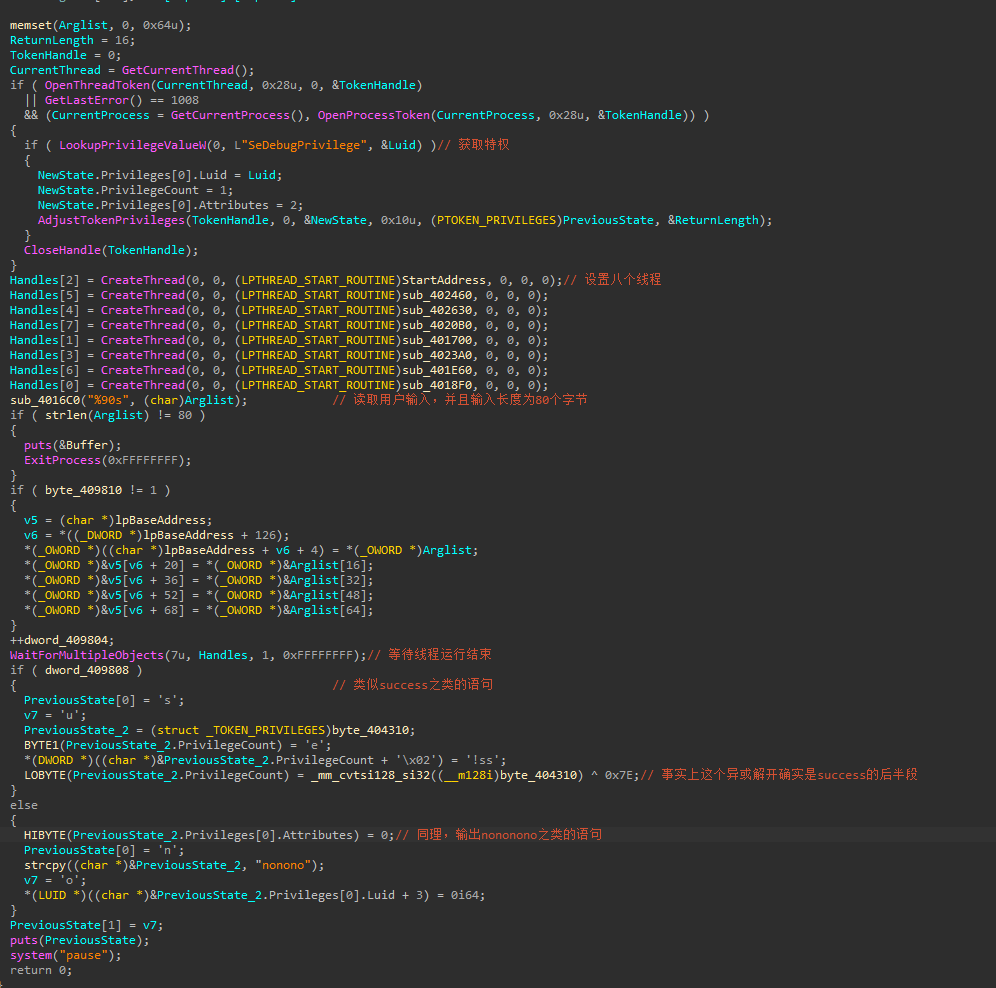 memset(Arglist, 0, 0x64u);
ReturnLength = 16;
TokenHandle = 0;
CurrentThread = GetCurrentThread();
if ( OpenThreadToken(CurrentThread, 0x28u, 0, &TokenHandle)
|| GetLastError() == 1008
&& (CurrentProcess = GetCurrentProcess(), OpenProcessToken(CurrentProcess, 0x28u, &TokenHandle)) )
{
if ( LookupPrivilegeValueW(0, L"SeDebugPrivilege", &Luid) )// 获取特权
{
NewState.Privileges[0].Luid = Luid;
NewState.PrivilegeCount = 1;
NewState.Privileges[0].Attributes = 2;
AdjustTokenPrivileges(TokenHandle, 0, &NewState, 0x10u, (PTOKEN_PRIVILEGES)PreviousState, &ReturnLength);
}
CloseHandle(TokenHandle);
}
Handles[2] = CreateThread(0, 0, (LPTHREAD_START_ROUTINE)StartAddress, 0, 0, 0);// 设置八个线程
Handles[5] = CreateThread(0, 0, (LPTHREAD_START_ROUTINE)sub_402460, 0, 0, 0);
Handles[4] = CreateThread(0, 0, (LPTHREAD_START_ROUTINE)sub_402630, 0, 0, 0);
Handles[7] = CreateThread(0, 0, (LPTHREAD_START_ROUTINE)sub_4020B0, 0, 0, 0);
Handles[1] = CreateThread(0, 0, (LPTHREAD_START_ROUTINE)sub_401700, 0, 0, 0);
Handles[3] = CreateThread(0, 0, (LPTHREAD_START_ROUTINE)sub_4023A0, 0, 0, 0);
Handles[6] = CreateThread(0, 0, (LPTHREAD_START_ROUTINE)sub_401E60, 0, 0, 0);
Handles[0] = CreateThread(0, 0, (LPTHREAD_START_ROUTINE)sub_4018F0, 0, 0, 0);
sub_4016C0("%90s", (char)Arglist); // 读取用户输入，并且输入长度为80个字节
if ( strlen(Arglist) != 80 )
{
puts(&Buffer);
ExitProcess(0xFFFFFFFF);
}
if ( byte_409810 != 1 )
{
v5 = (char *)lpBaseAddress;
v6 = *((_DWORD *)lpBaseAddress + 126);
*(_OWORD *)((char *)lpBaseAddress + v6 + 4) = *(_OWORD *)Arglist;
*(_OWORD *)&v5[v6 + 20] = *(_OWORD *)&Arglist[16];
*(_OWORD *)&v5[v6 + 36] = *(_OWORD *)&Arglist[32];
*(_OWORD *)&v5[v6 + 52] = *(_OWORD *)&Arglist[48];
*(_OWORD *)&v5[v6 + 68] = *(_OWORD *)&Arglist[64];
}
++dword_409804;
WaitForMultipleObjects(7u, Handles, 1, 0xFFFFFFFF);// 等待线程运行结束
if ( dword_409808 )
{ // 类似success之类的语句
PreviousState[0] = 's';
v7 = 'u';
PreviousState_2 = (struct _TOKEN_PRIVILEGES)byte_404310;
BYTE1(PreviousState_2.PrivilegeCount) = 'e';
*(DWORD *)((char *)&PreviousState_2.PrivilegeCount + '\x02') = '!ss';
LOBYTE(PreviousState_2.PrivilegeCount) = _mm_cvtsi128_si32((__m128i)byte_404310) ^ 0x7E;// 事实上这个异或解开确实是success的后半段
}
else
{
HIBYTE(PreviousState_2.Privileges[0].Attributes) = 0;// 同理，输出nononono之类的语句
PreviousState[0] = 'n';
strcpy((char *)&PreviousState_2, "nonono");
v7 = 'o';
*(LUID *)((char *)&PreviousState_2.Privileges[0].Luid + 3) = 0i64;
}
PreviousState[1] = v7;
puts(PreviousState);
system("pause");
return 0;